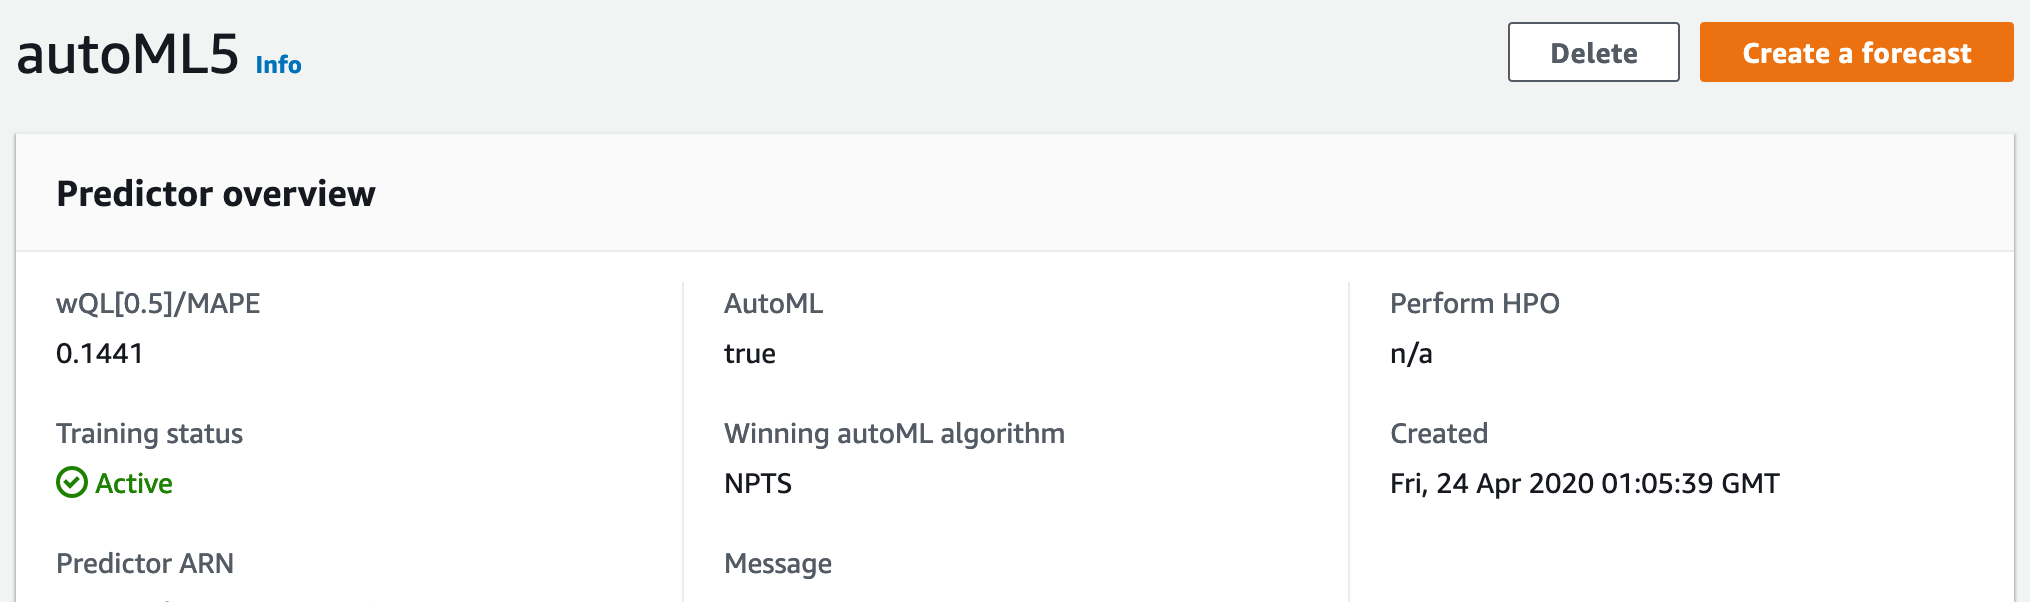 autoML5 Info
Delete
Create a forecast
Predictor overview
wQL[0.5]/MAPE
0.1441
AutoML
true
Perform HPO
n/a
Training status
Active
Winning autoML algorithm
NPTS
Created
Fri, 24 Apr 2020 01:05:39 GMT
Predictor ARN
Message